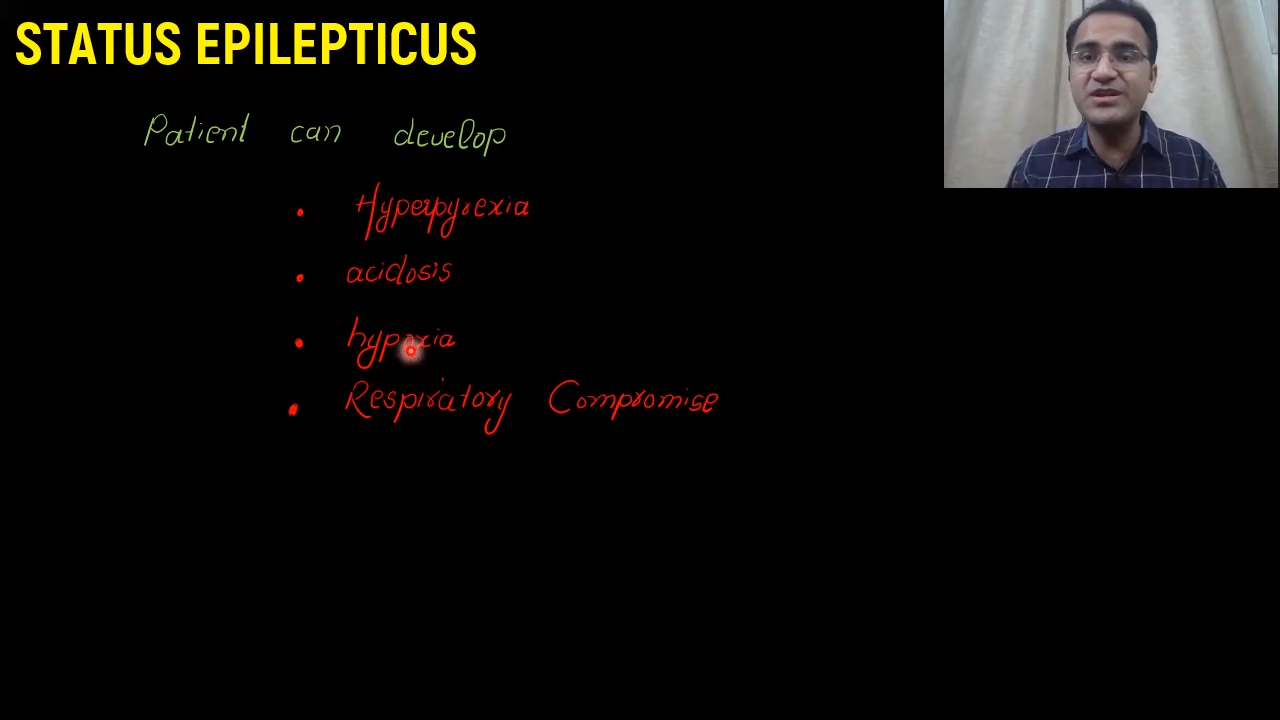 STATUS EPILEPTICUS
Patient can develop
• Hyperpyrexia
• acidosis
• hypoxia
• Respiratory Compromise